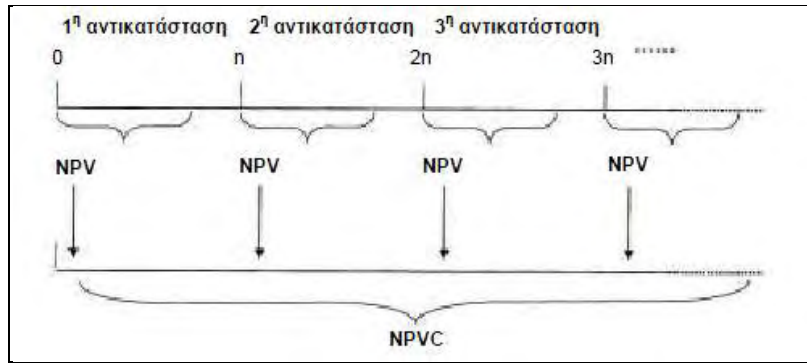 1η αντικατάσταση 2η αντικατάσταση 3η αντικατάσταση
0 n 2n 3n
NPV NPV NPV NPV
NPVC